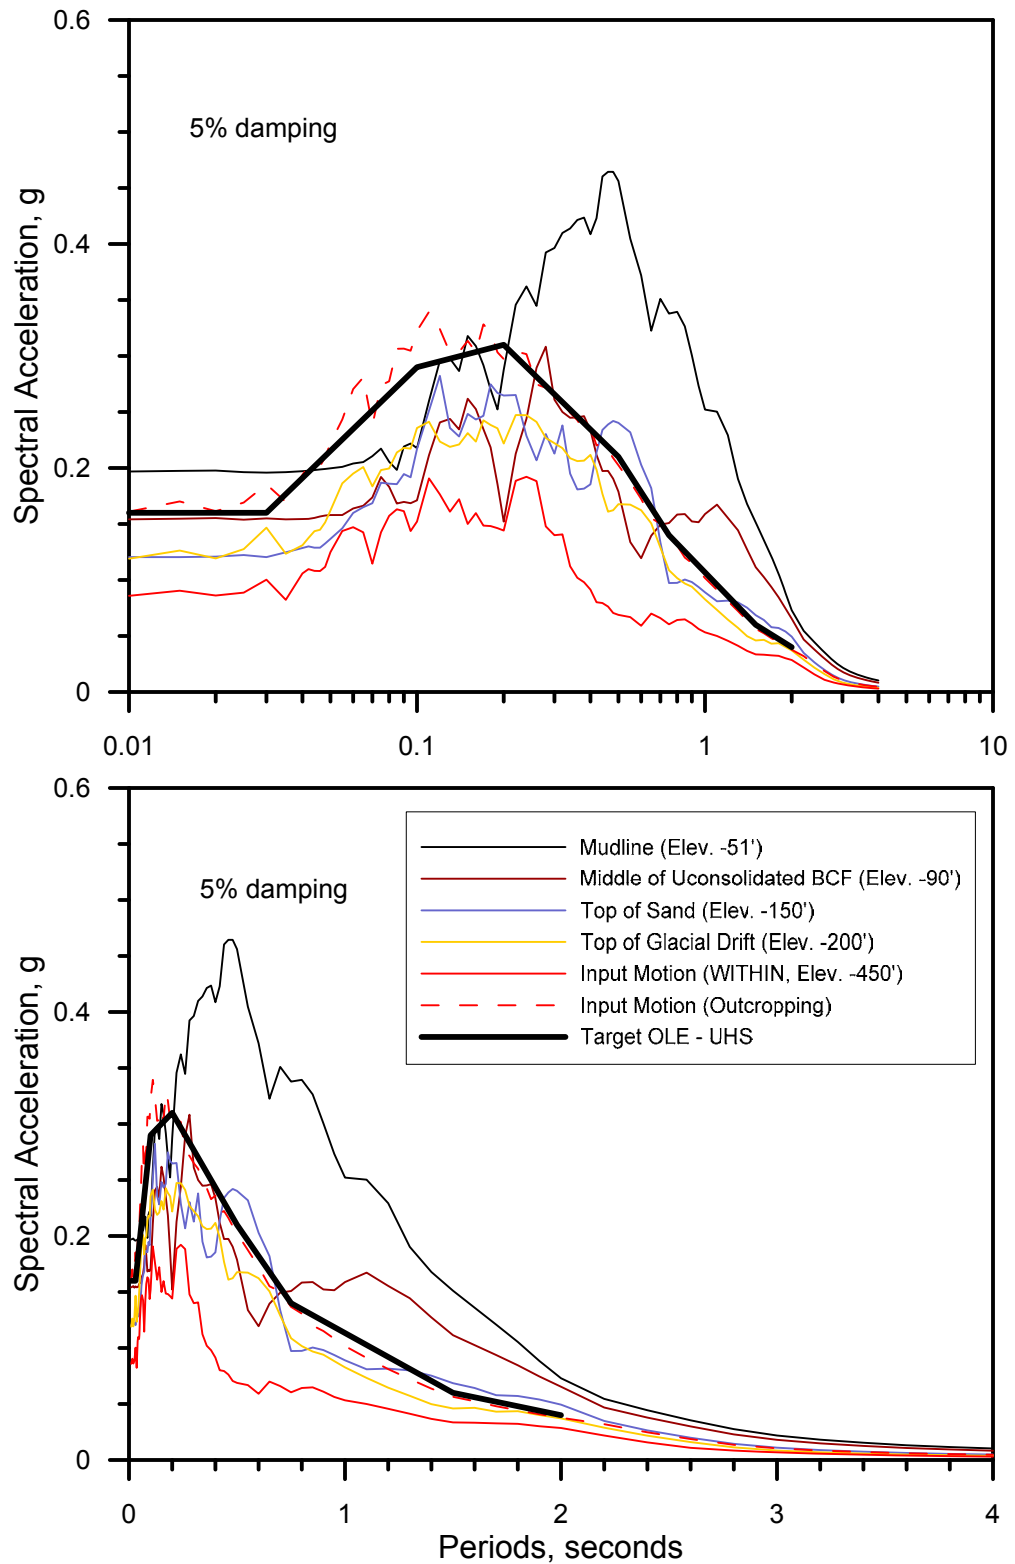 0.6
5% damping
Spectral Acceleration, g
0.4
0.2
0
0.01
0.1
1
10
0.6
Mudline (Elev. -51')
Middle of Uconsolidated BCF (Elev. -90')
5% damping
Top of Sand (Elev. -150')
Top of Glacial Drift (Elev. -200')
Input Motion (WITHIN, Elev. -450')
Input Motion (Outcropping)
Target OLE - UHS
Spectral Acceleration, g
0.4
0.2
0
0
1
2
3
4
Periods, seconds